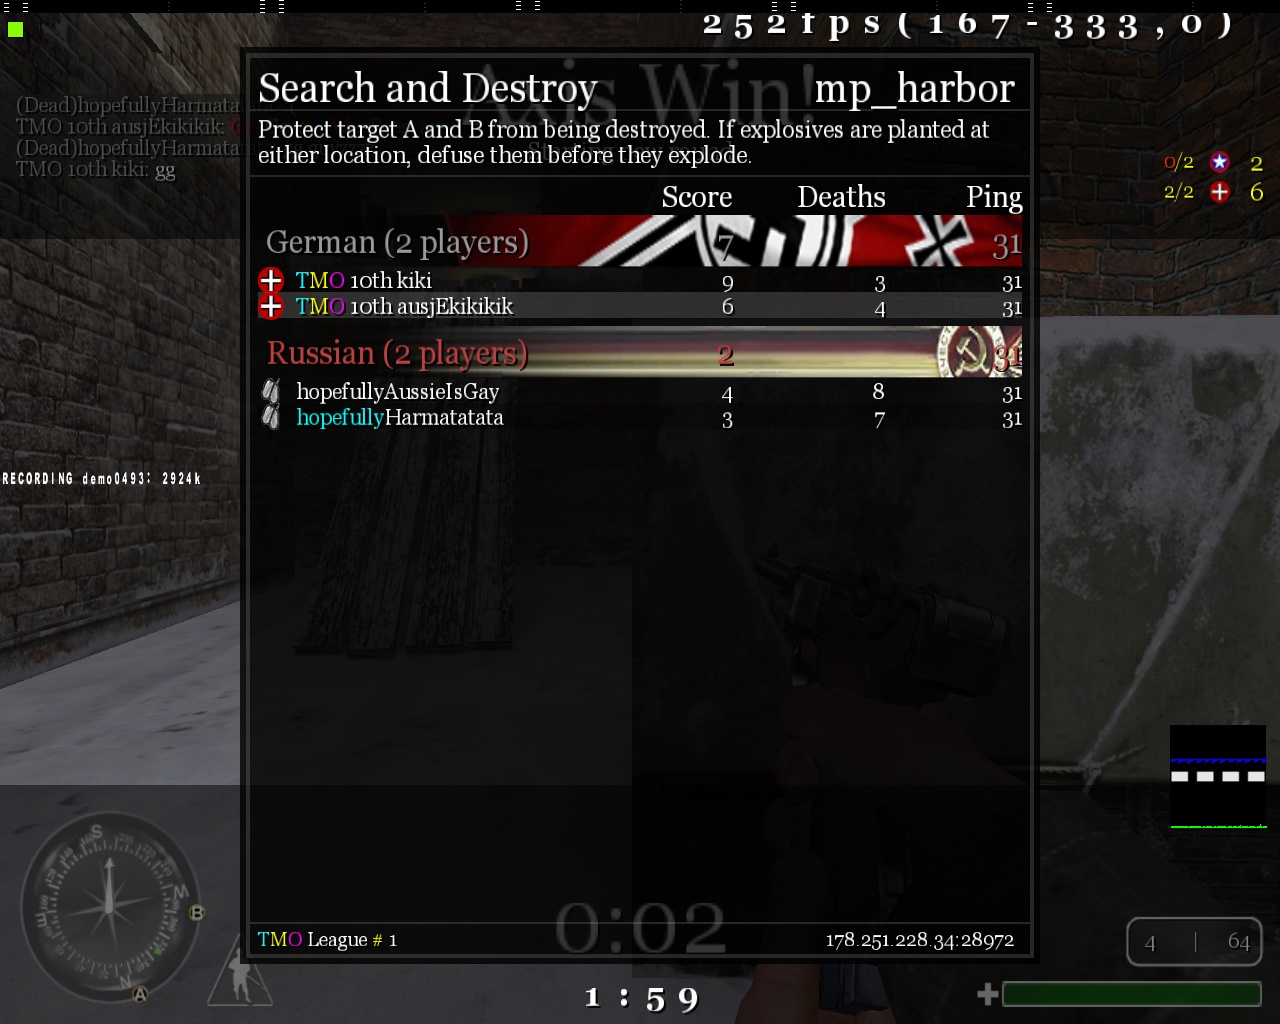 252fps(167-333,0)
Axis Win!
Search and Destroy
mp_harbor
(Dead)hopefullyHarmata
TMO 10th ausjEkikikik:
(Dead)hopefullyHarmata
TMO 10th kiki: gg
Protect target A and B from being destroyed. If explosives are planted at
either location, defuse them before they explode.
0/2 2
2/2 6
Score Deaths Ping
German (2 players) 7 31
TMO 10th kiki 9 3 31
TMO 10th ausjEkikikik 6 4 31
Russian (2 players) 2 31
hopefullyAussieIsGay 4 8 31
hopefullyHarmatatata 3 7 31
RECORDING demo0493: 2924k
S
W
E
N
B
A
0:02
TMO League # 1
178.251.228.34:28972
4 | 64
1:59